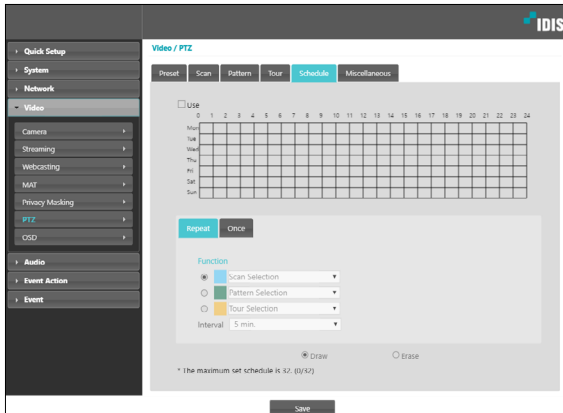 IDIS
Quick Setup
System
Network
Video
Camera
Streaming
Webcasting
MAT
Privacy Masking
PTZ
OSD
Audio
Event Action
Event
Video / PTZ
Preset Scan Pattern Tour Schedule Miscellaneous
Use
0 1 2 3 4 5 6 7 8 9 10 11 12 13 14 15 16 17 18 19 20 21 22 23 24
Mon
Tue
Wed
Thu
Fri
Sat
Sun
Repeat Once
Function
Scan Selection
Pattern Selection
Tour Selection
Interval 5 min.
Draw Erase
* The maximum set schedule is 32. (0/32)
Save